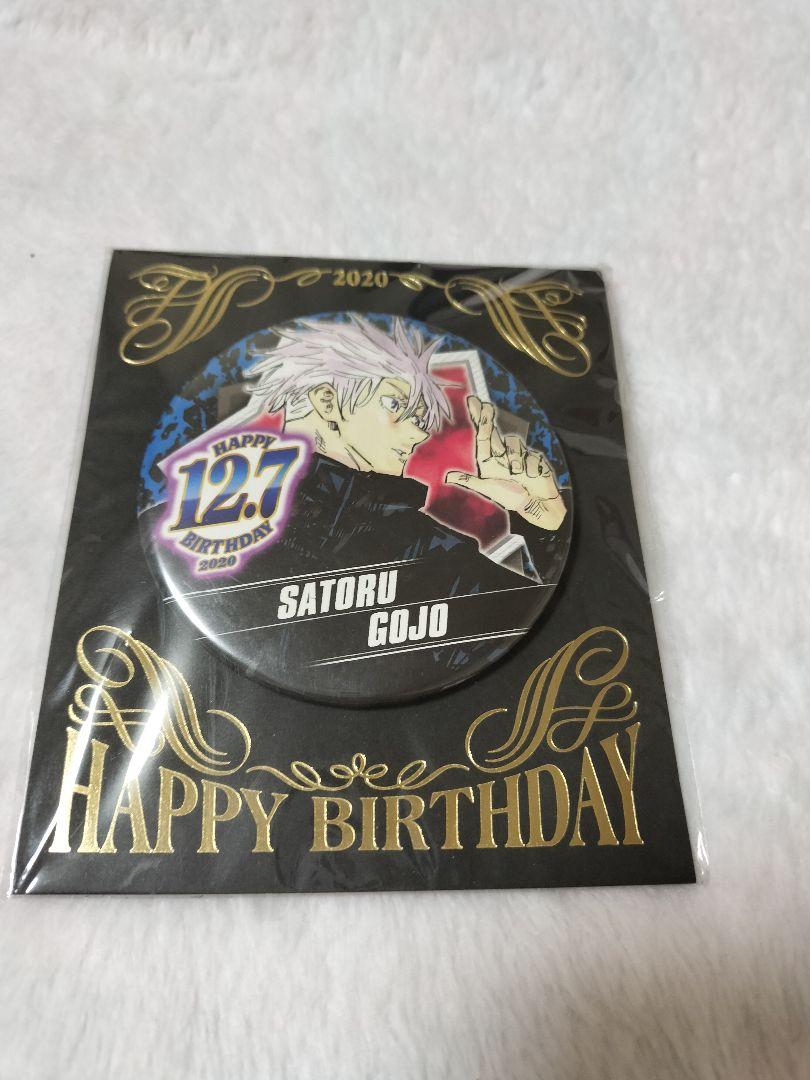 2020
HAPPY
12.7
BIRTHDAY
2020
SATORU
GOJO
HAPPY BIRTHDAY